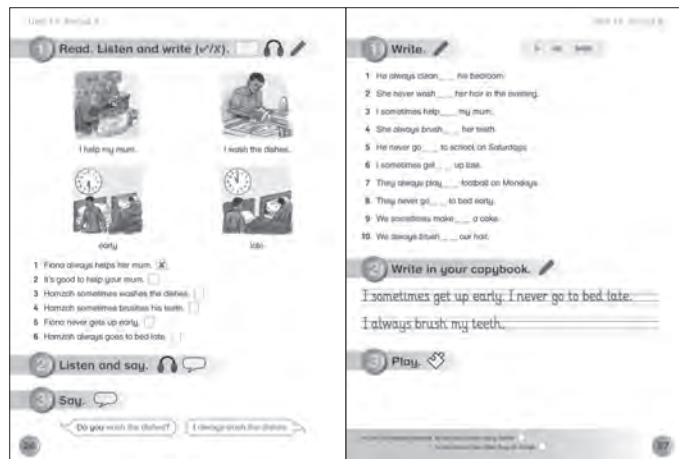 1 Read. Listen and write (✓/X).
I help my mum.
I wash the dishes.
early
late
1 Fiona always helps her mum. X
2 It's good to help your mum.
3 Hamzah sometimes washes the dishes.
4 Hamzah sometimes brushes his teeth.
5 Fiona never gets up early.
6 Hamzah always goes to bed late.
2 Listen and say.
3 Say.
Do you wash the dishes?
I always wash the dishes.
26
1 Write.
1 He always clean___ his bedroom.
2 She never wash___ her hair in the evening.
3 I sometimes help___ my mum.
4 She always brush___ her teeth.
5 He never go___ to school on Saturdays.
6 I sometimes get___ up late.
7 They always play___ football on Mondays.
8 They never go___ to bed early.
9 We sometimes make___ a cake.
10 We always brush___ our hair.
2 Write in your copybook.
I sometimes get up early. I never go to bed late.
I always brush my teeth.
3 Play.
27